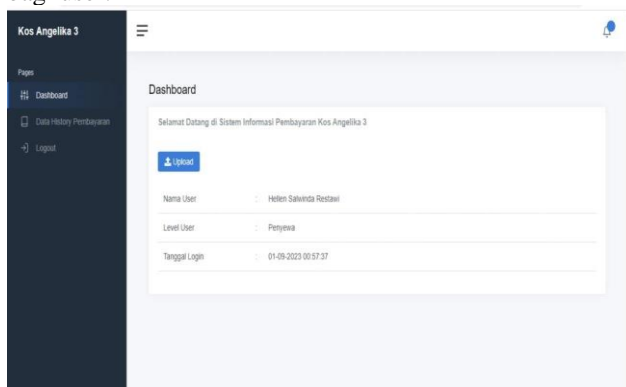 Kos Angelika 3
Pages
Dashboard
Data History Pembayaran
Logout
Dashboard
Selamat Datang di Sistem Informasi Pembayaran Kos Angelika 3
Upload
Nama User : Hellen Salwinda Restawi
Level User : Penyewa
Tanggal Login : 01-09-2023 00:57:37